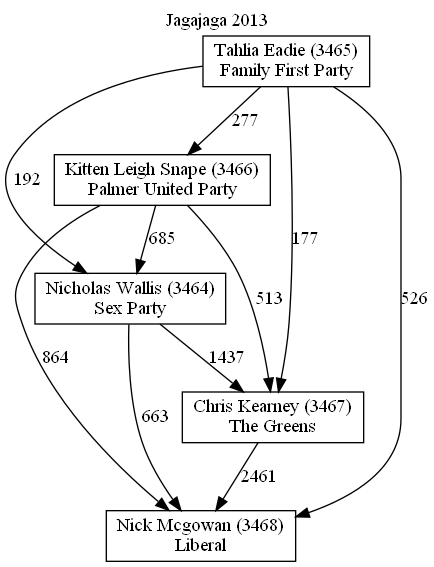 Jagajaga 2013
Tahlia Eadie (3465)
Family First Party
277
Kitten Leigh Snape (3466)
Palmer United Party
192
685
177
Nicholas Wallis (3464)
Sex Party
513
526
864
1437
Chris Kearney (3467)
The Greens
663
2461
Nick Mcgowan (3468)
Liberal